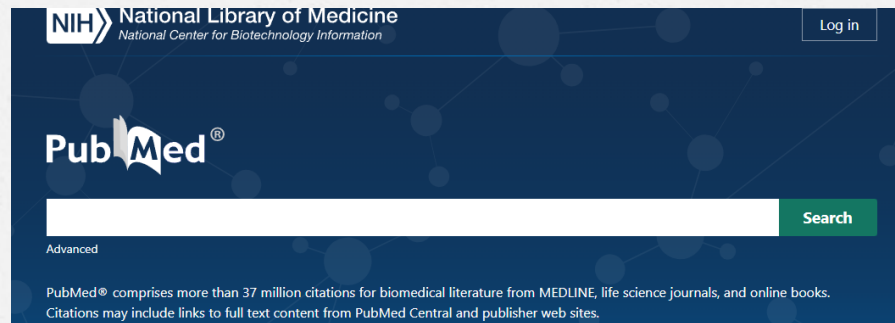 NIH National Library of Medicine
National Center for Biotechnology Information
Log in
PubMed®
Search
Advanced
PubMed® comprises more than 37 million citations for biomedical literature from MEDLINE, life science journals, and online books.
Citations may include links to full text content from PubMed Central and publisher web sites.